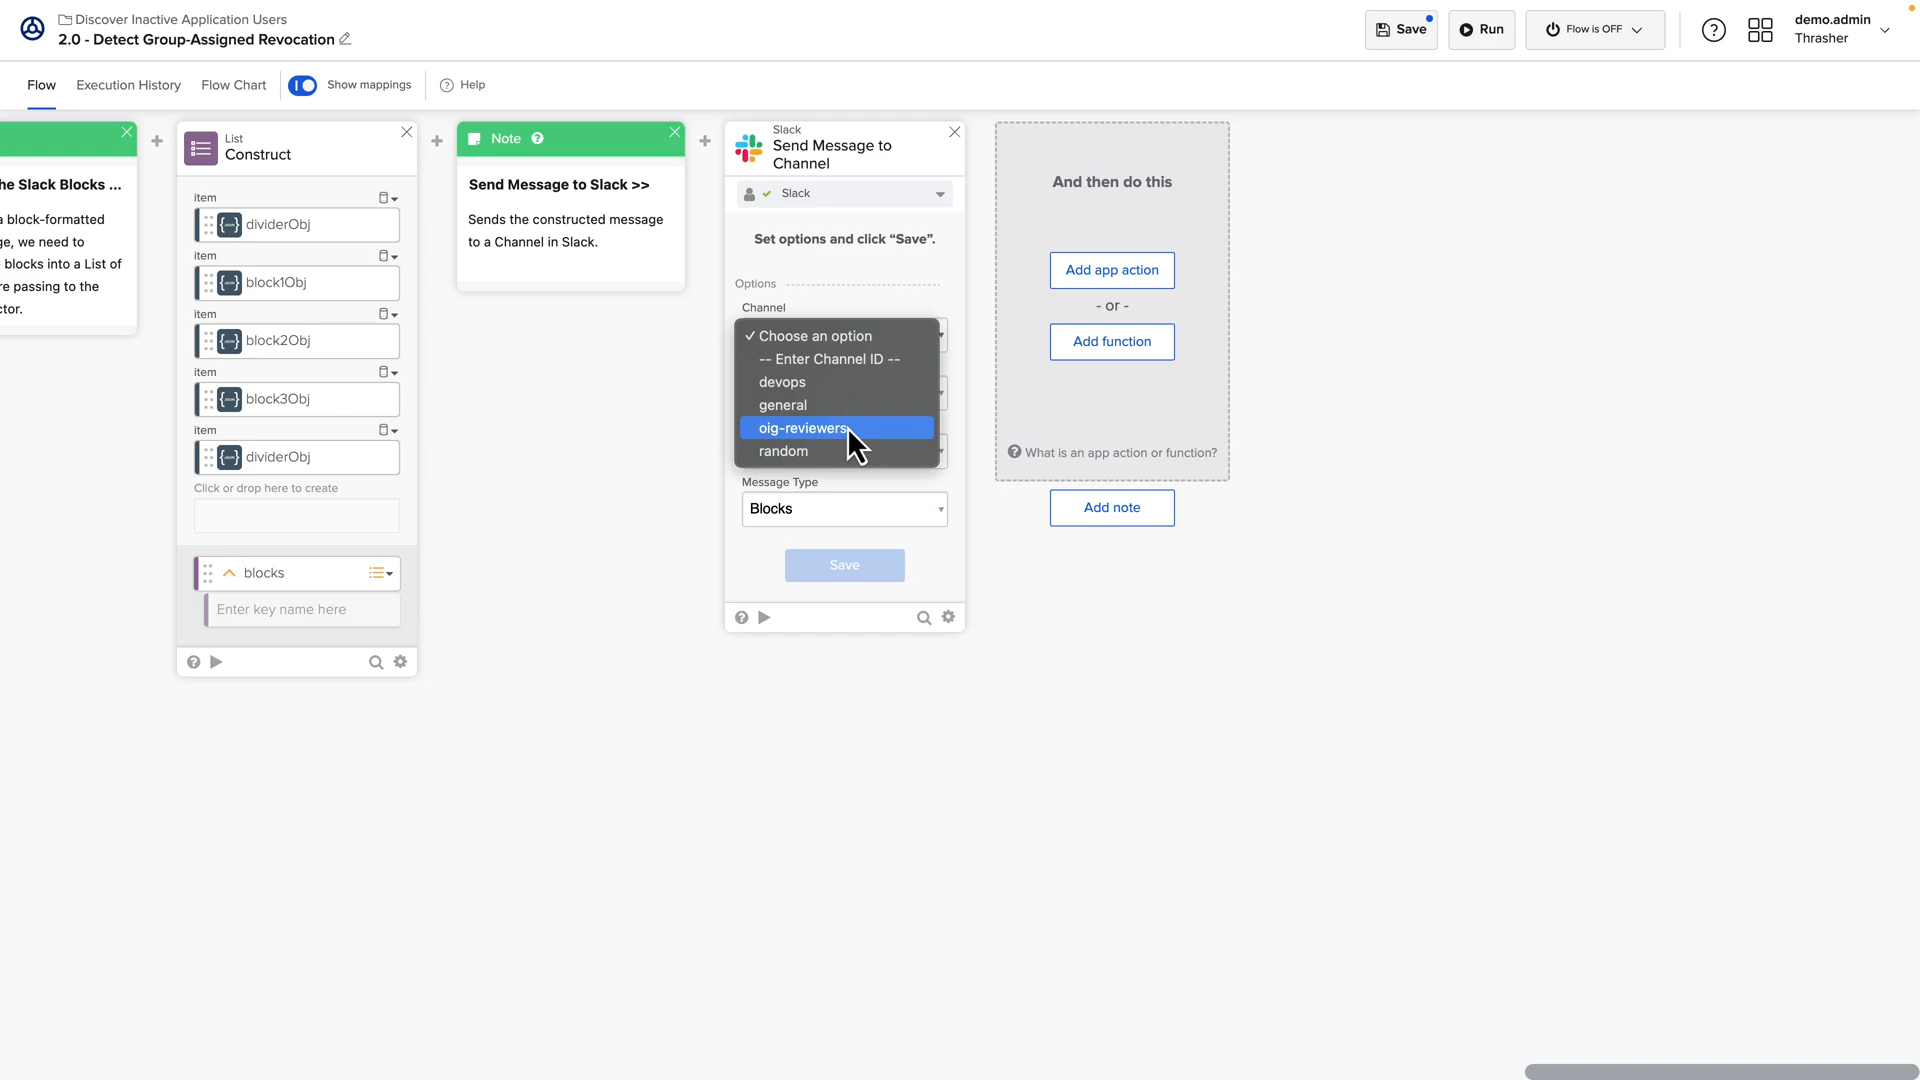 Discover Inactive Application Users
2.0 - Detect Group-Assigned Revocation
Save
Run
Flow is OFF
demo.admin
Thrasher
Flow
Execution History
Flow Chart
Show mappings
Help
he Slack Blocks ...
a block-formatted
ge, we need to
blocks into a List of
re passing to the
ctor.
List
Construct
item
dividerObj
item
block1Obj
item
block2Obj
item
block3Obj
item
dividerObj
Click or drop here to create
blocks
Enter key name here
Note
Send Message to Slack >>
Sends the constructed message
to a Channel in Slack.
Slack
Send Message to
Channel
Slack
Set options and click “Save”.
Options
Channel
✓ Choose an option
-- Enter Channel ID --
devops
general
oig-reviewers
random
Message Type
Blocks
Save
And then do this
Add app action
- or -
Add function
What is an app action or function?
Add note